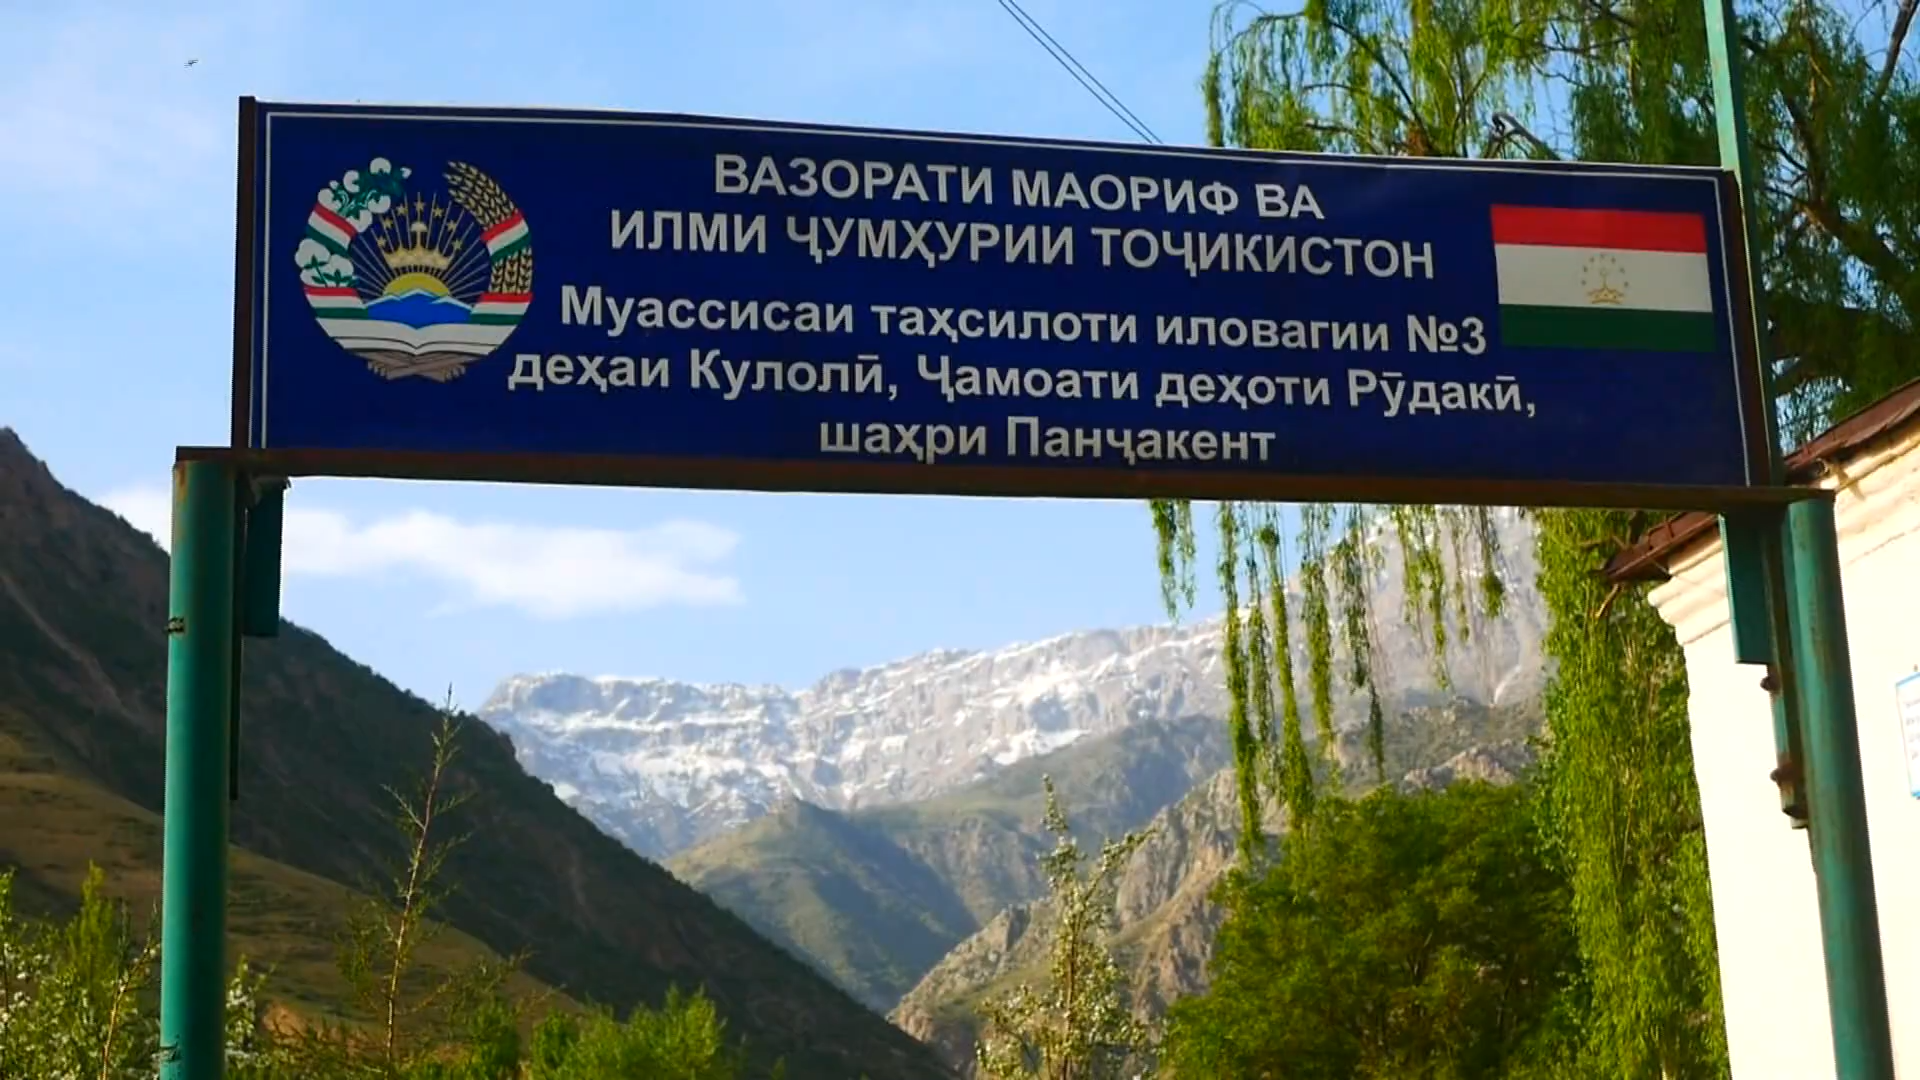 ВАЗОРАТИ МАОРИФ ВА
ИЛМИ ҶУМҲУРИИ ТОҶИКИСТОН
Муассисаи таҳсилоти иловагии №3
деҳаи Кулолӣ, Ҷамоати деҳоти Рӯдакӣ,
шаҳри Панҷакент